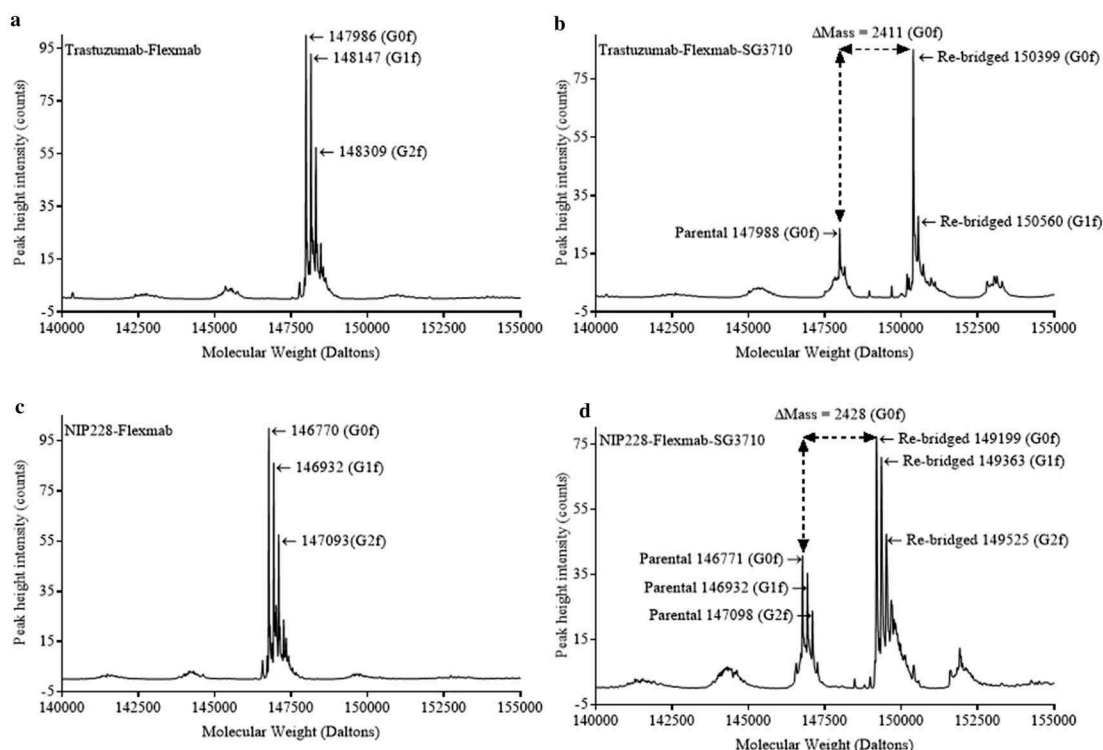 a
Trastuzumab-Flexmab
147986 (G0f)
148147 (G1f)
148309 (G2f)
Peak height intensity (counts)
95
75
55
35
15
-5
140000 142500 145000 147500 150000 152500 155000
Molecular Weight (Daltons)
b
ΔMass = 2411 (G0f)
Trastuzumab-Flexmab-SG3710
Re-bridged 150399 (G0f)
Parental 147988 (G0f)
Re-bridged 150560 (G1f)
Peak height intensity (counts)
95
75
55
35
15
-5
140000 142500 145000 147500 150000 152500 155000
Molecular Weight (Daltons)
c
NIP228-Flexmab
146770 (G0f)
146932 (G1f)
147093(G2f)
Peak height intensity (counts)
95
75
55
35
15
-5
140000 142500 145000 147500 150000 152500 155000
Molecular Weight (Daltons)
d
ΔMass = 2428 (G0f)
NIP228-Flexmab-SG3710
Re-bridged 149199 (G0f)
Re-bridged 149363 (G1f)
Re-bridged 149525 (G2f)
Parental 146771 (G0f)
Parental 146932 (G1f)
Parental 147098 (G2f)
Peak height intensity (counts)
95
75
55
35
15
-5
140000 142500 145000 147500 150000 152500 155000
Molecular Weight (Daltons)